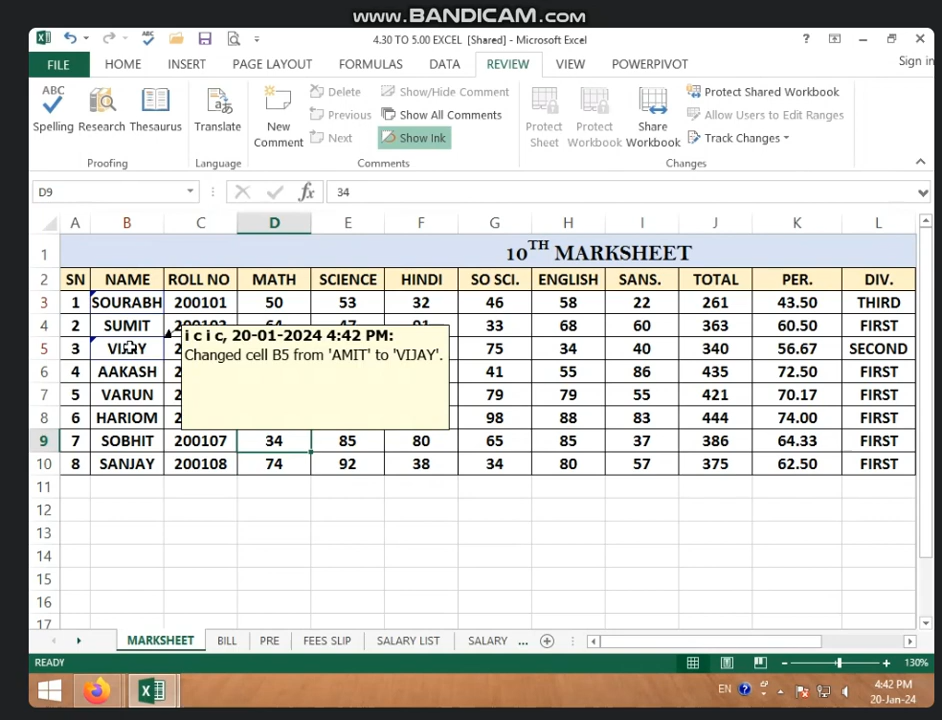 www.BANDICAM.com
4.30 TO 5.00 EXCEL [Shared] - Microsoft Excel
FILE HOME INSERT PAGE LAYOUT FORMULAS DATA REVIEW VIEW POWERPIVOT Sign in
ABC
Spelling Research Thesaurus
Proofing
Translate
Language
New
Comment
Delete
Previous
Next
Show/Hide Comment
Show All Comments
Show Ink
Comments
Protect
Sheet
Protect
Workbook
Share
Workbook
Protect Shared Workbook
Allow Users to Edit Ranges
Track Changes
Changes
D9 fx 34
A B C D E F G H I J K L
1 10TH MARKSHEET
2 SN NAME ROLL NO MATH SCIENCE HINDI SO SCI. ENGLISH SANS. TOTAL PER. DIV.
3 1 SOURABH 200101 50 53 32 46 58 22 261 43.50 THIRD
4 2 SUMIT 33 68 60 363 60.50 FIRST
5 3 VIJAY 2 75 34 40 340 56.67 SECOND
6 4 AAKASH 2 41 55 86 435 72.50 FIRST
7 5 VARUN 2 79 79 55 421 70.17 FIRST
8 6 HARIOM 2 98 88 83 444 74.00 FIRST
9 7 SOBHIT 200107 34 85 80 65 85 37 386 64.33 FIRST
10 8 SANJAY 200108 74 92 38 34 80 57 375 62.50 FIRST
i c i c, 20-01-2024 4:42 PM:
Changed cell B5 from 'AMIT' to 'VIJAY'.
11
12
13
14
15
16
17
MARKSHEET BILL PRE FEES SLIP SALARY LIST SALARY ...
READY 130%
EN 4:42 PM
20-Jan-24